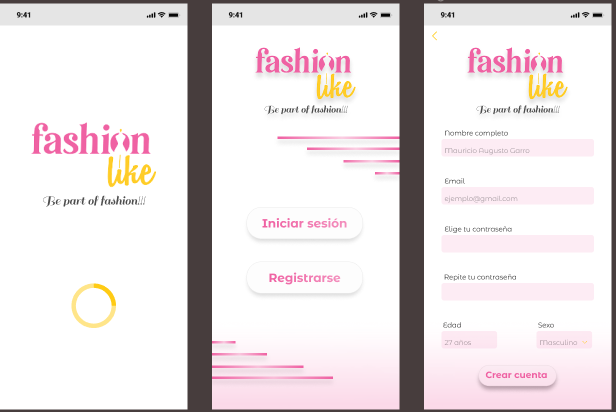 9:41
fashion
like
Be part of fashion!!!
9:41
fashion
like
Be part of fashion!!!
Iniciar sesión
Registrarse
9:41
fashion
like
Be part of fashion!!!
Nombre completo
Mauricio Augusto Garro
Email
ejemplo@gmail.com
Elige tu contraseña
Repite tu contraseña
Edad Sexo
27 años Masculino
Crear cuenta